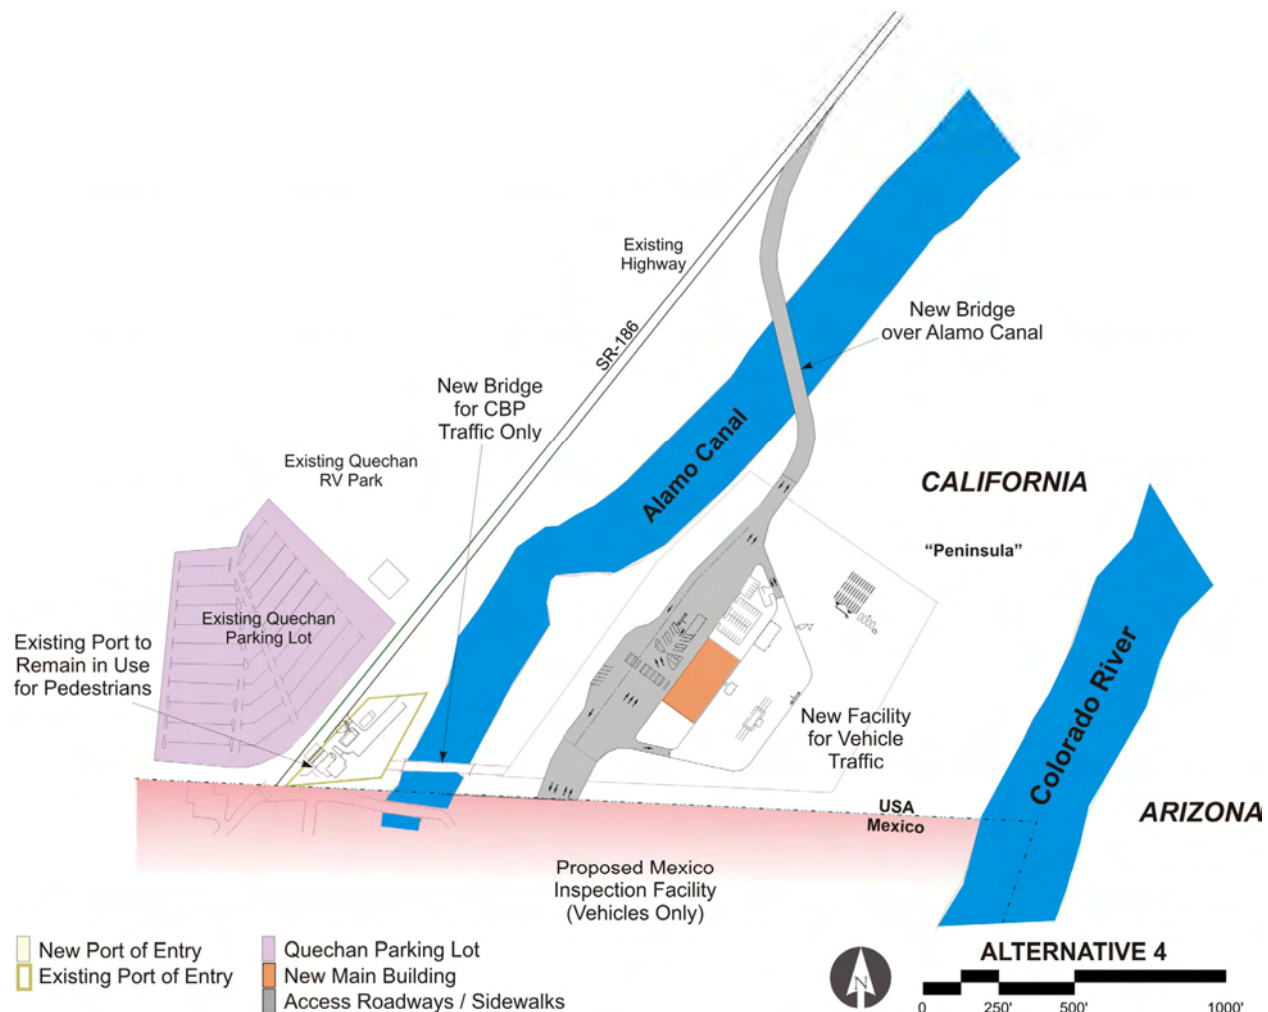 Existing
Highway
SR-186
New Bridge
over Alamo Canal
New Bridge
for CBP
Traffic Only
Alamo Canal
Existing Quechan
RV Park
CALIFORNIA
“Peninsula”
Existing Quechan
Parking Lot
Existing Port to
Remain in Use
for Pedestrians
New Facility
for Vehicle
Traffic
Colorado River
ARIZONA
USA
Mexico
Proposed Mexico
Inspection Facility
(Vehicles Only)
New Port of Entry
Existing Port of Entry
Quechan Parking Lot
New Main Building
Access Roadways / Sidewalks
N
ALTERNATIVE 4
0 250' 500' 1000'